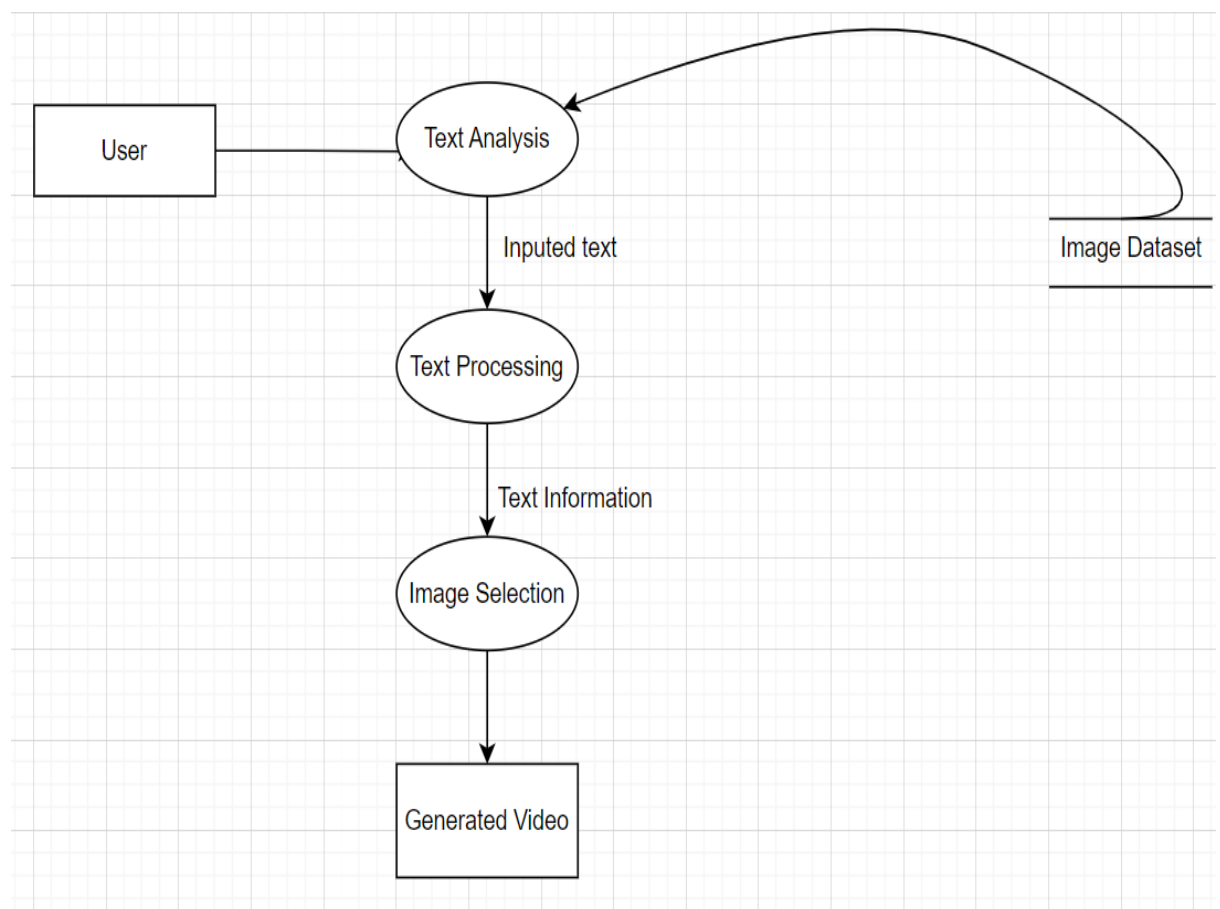 User
Text Analysis
Inputed text
Image Dataset
Text Processing
Text Information
Image Selection
Generated Video